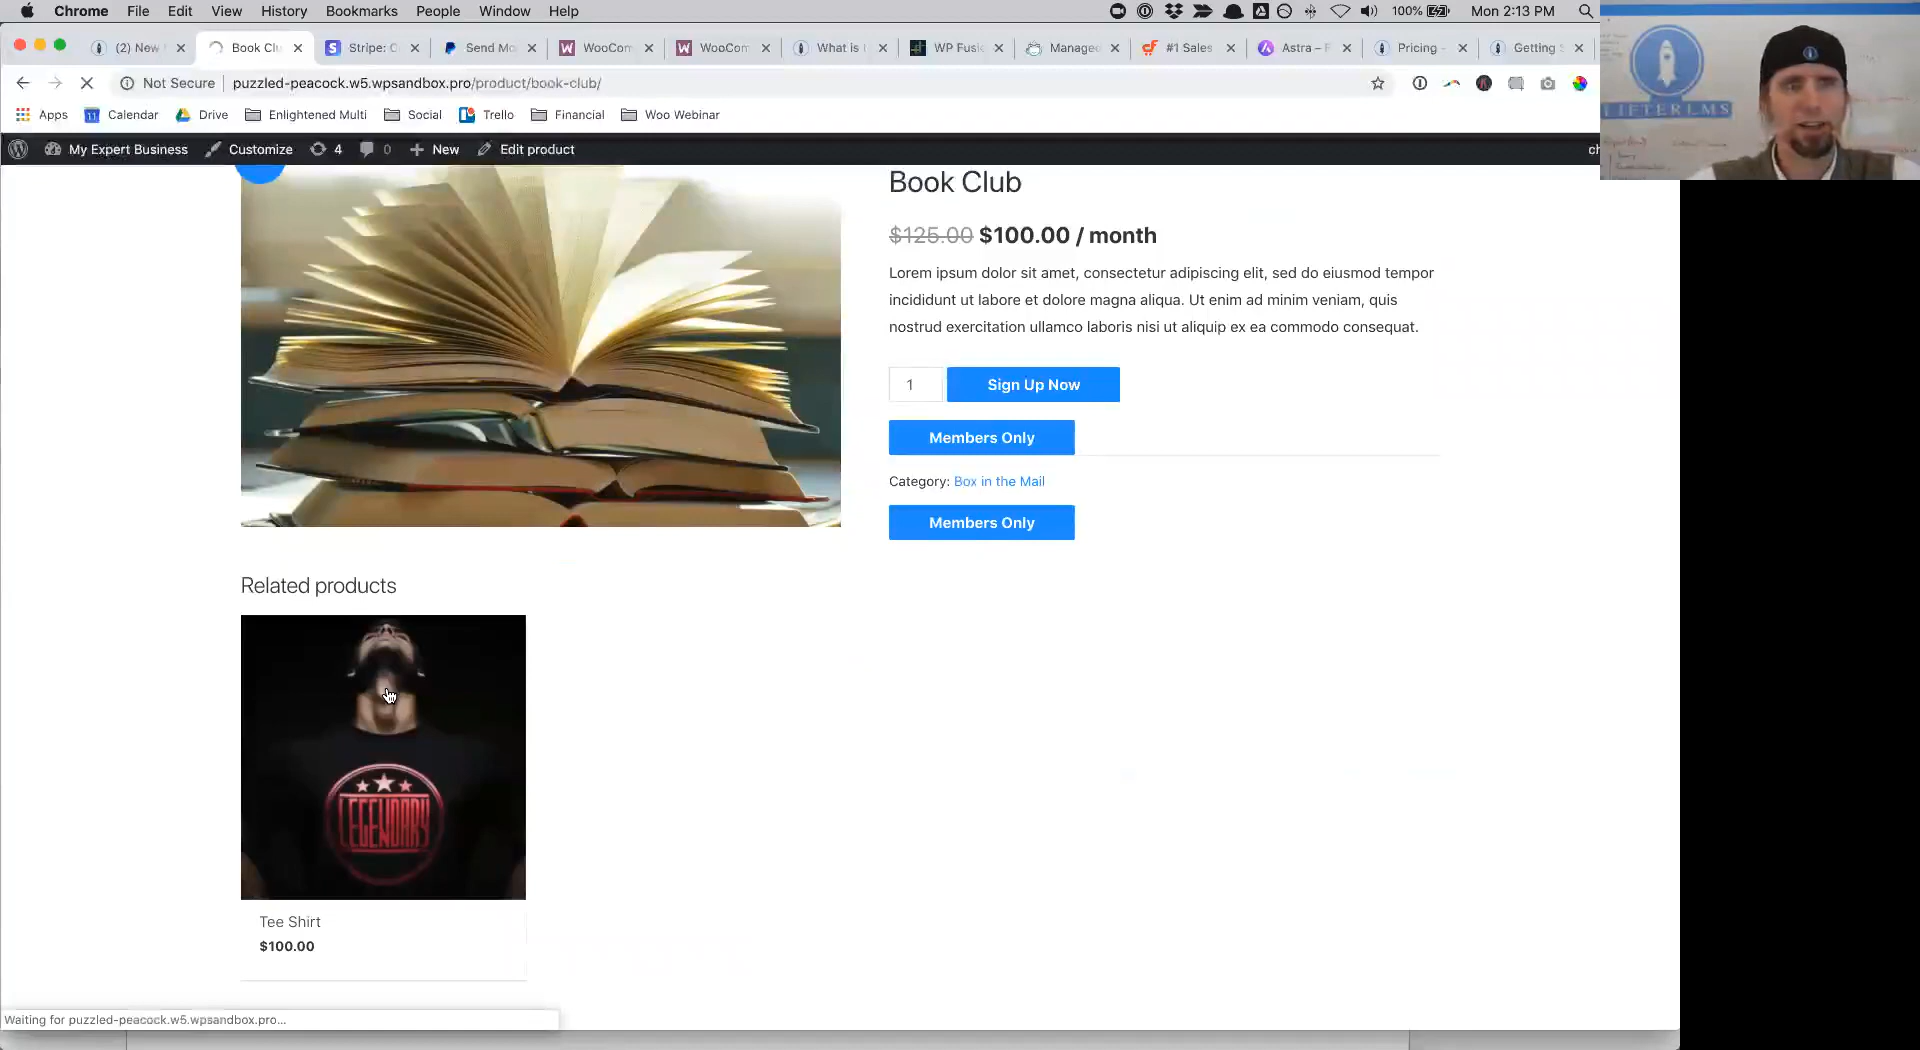 Chrome File Edit View History Bookmarks People Window Help 100% Mon 2:13 PM
(2) New Book Clu Stripe: C Send Mo WooCom WooCom What is WP Fusi Managed #1 Sales Astra – F Pricing - Getting S
Not Secure puzzled-peacock.w5.wpsandbox.pro/product/book-club/
Apps Calendar Drive Enlightened Multi Social Trello Financial Woo Webinar
My Expert Business Customize 4 0 New Edit product ch
LIFTERLMS
Book Club
$125.00 $100.00 / month
Lorem ipsum dolor sit amet, consectetur adipiscing elit, sed do eiusmod tempor
incididunt ut labore et dolore magna aliqua. Ut enim ad minim veniam, quis
nostrud exercitation ullamco laboris nisi ut aliquip ex ea commodo consequat.
1 Sign Up Now
Members Only
Category: Box in the Mail
Members Only
Related products
LEGENDARY
Tee Shirt
$100.00
Waiting for puzzled-peacock.w5.wpsandbox.pro...